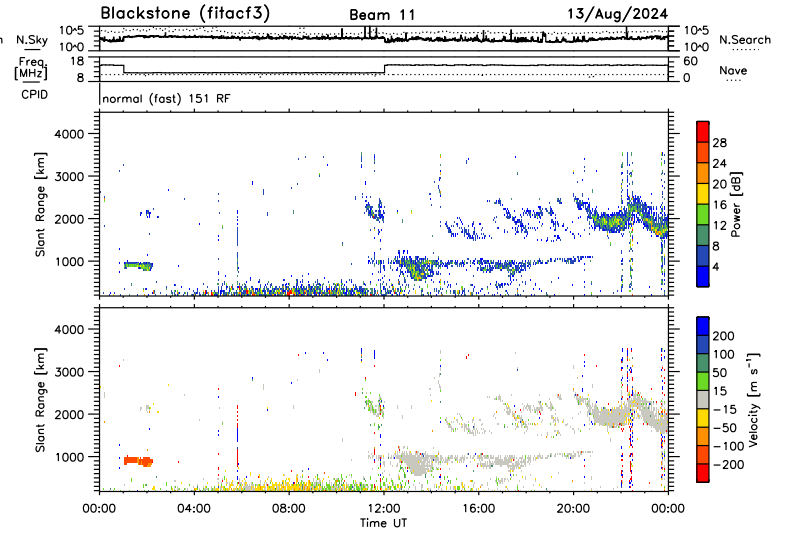 Blackstone (fitacf3) Beam 11 13/Aug/2024
N.Sky 10^5 10^0 10^5 10^0 N.Search
Freq. [MHz] 18 8 60 0 Nave
CPID normal (fast) 151 RF
Slant Range [km] 4000 3000 2000 1000
Power [dB] 28 24 20 16 12 8 4
Slant Range [km] 4000 3000 2000 1000
Velocity [m s⁻¹] 200 100 50 15 −15 −50 −100 −200
00:00 04:00 08:00 12:00 16:00 20:00 00:00
Time UT